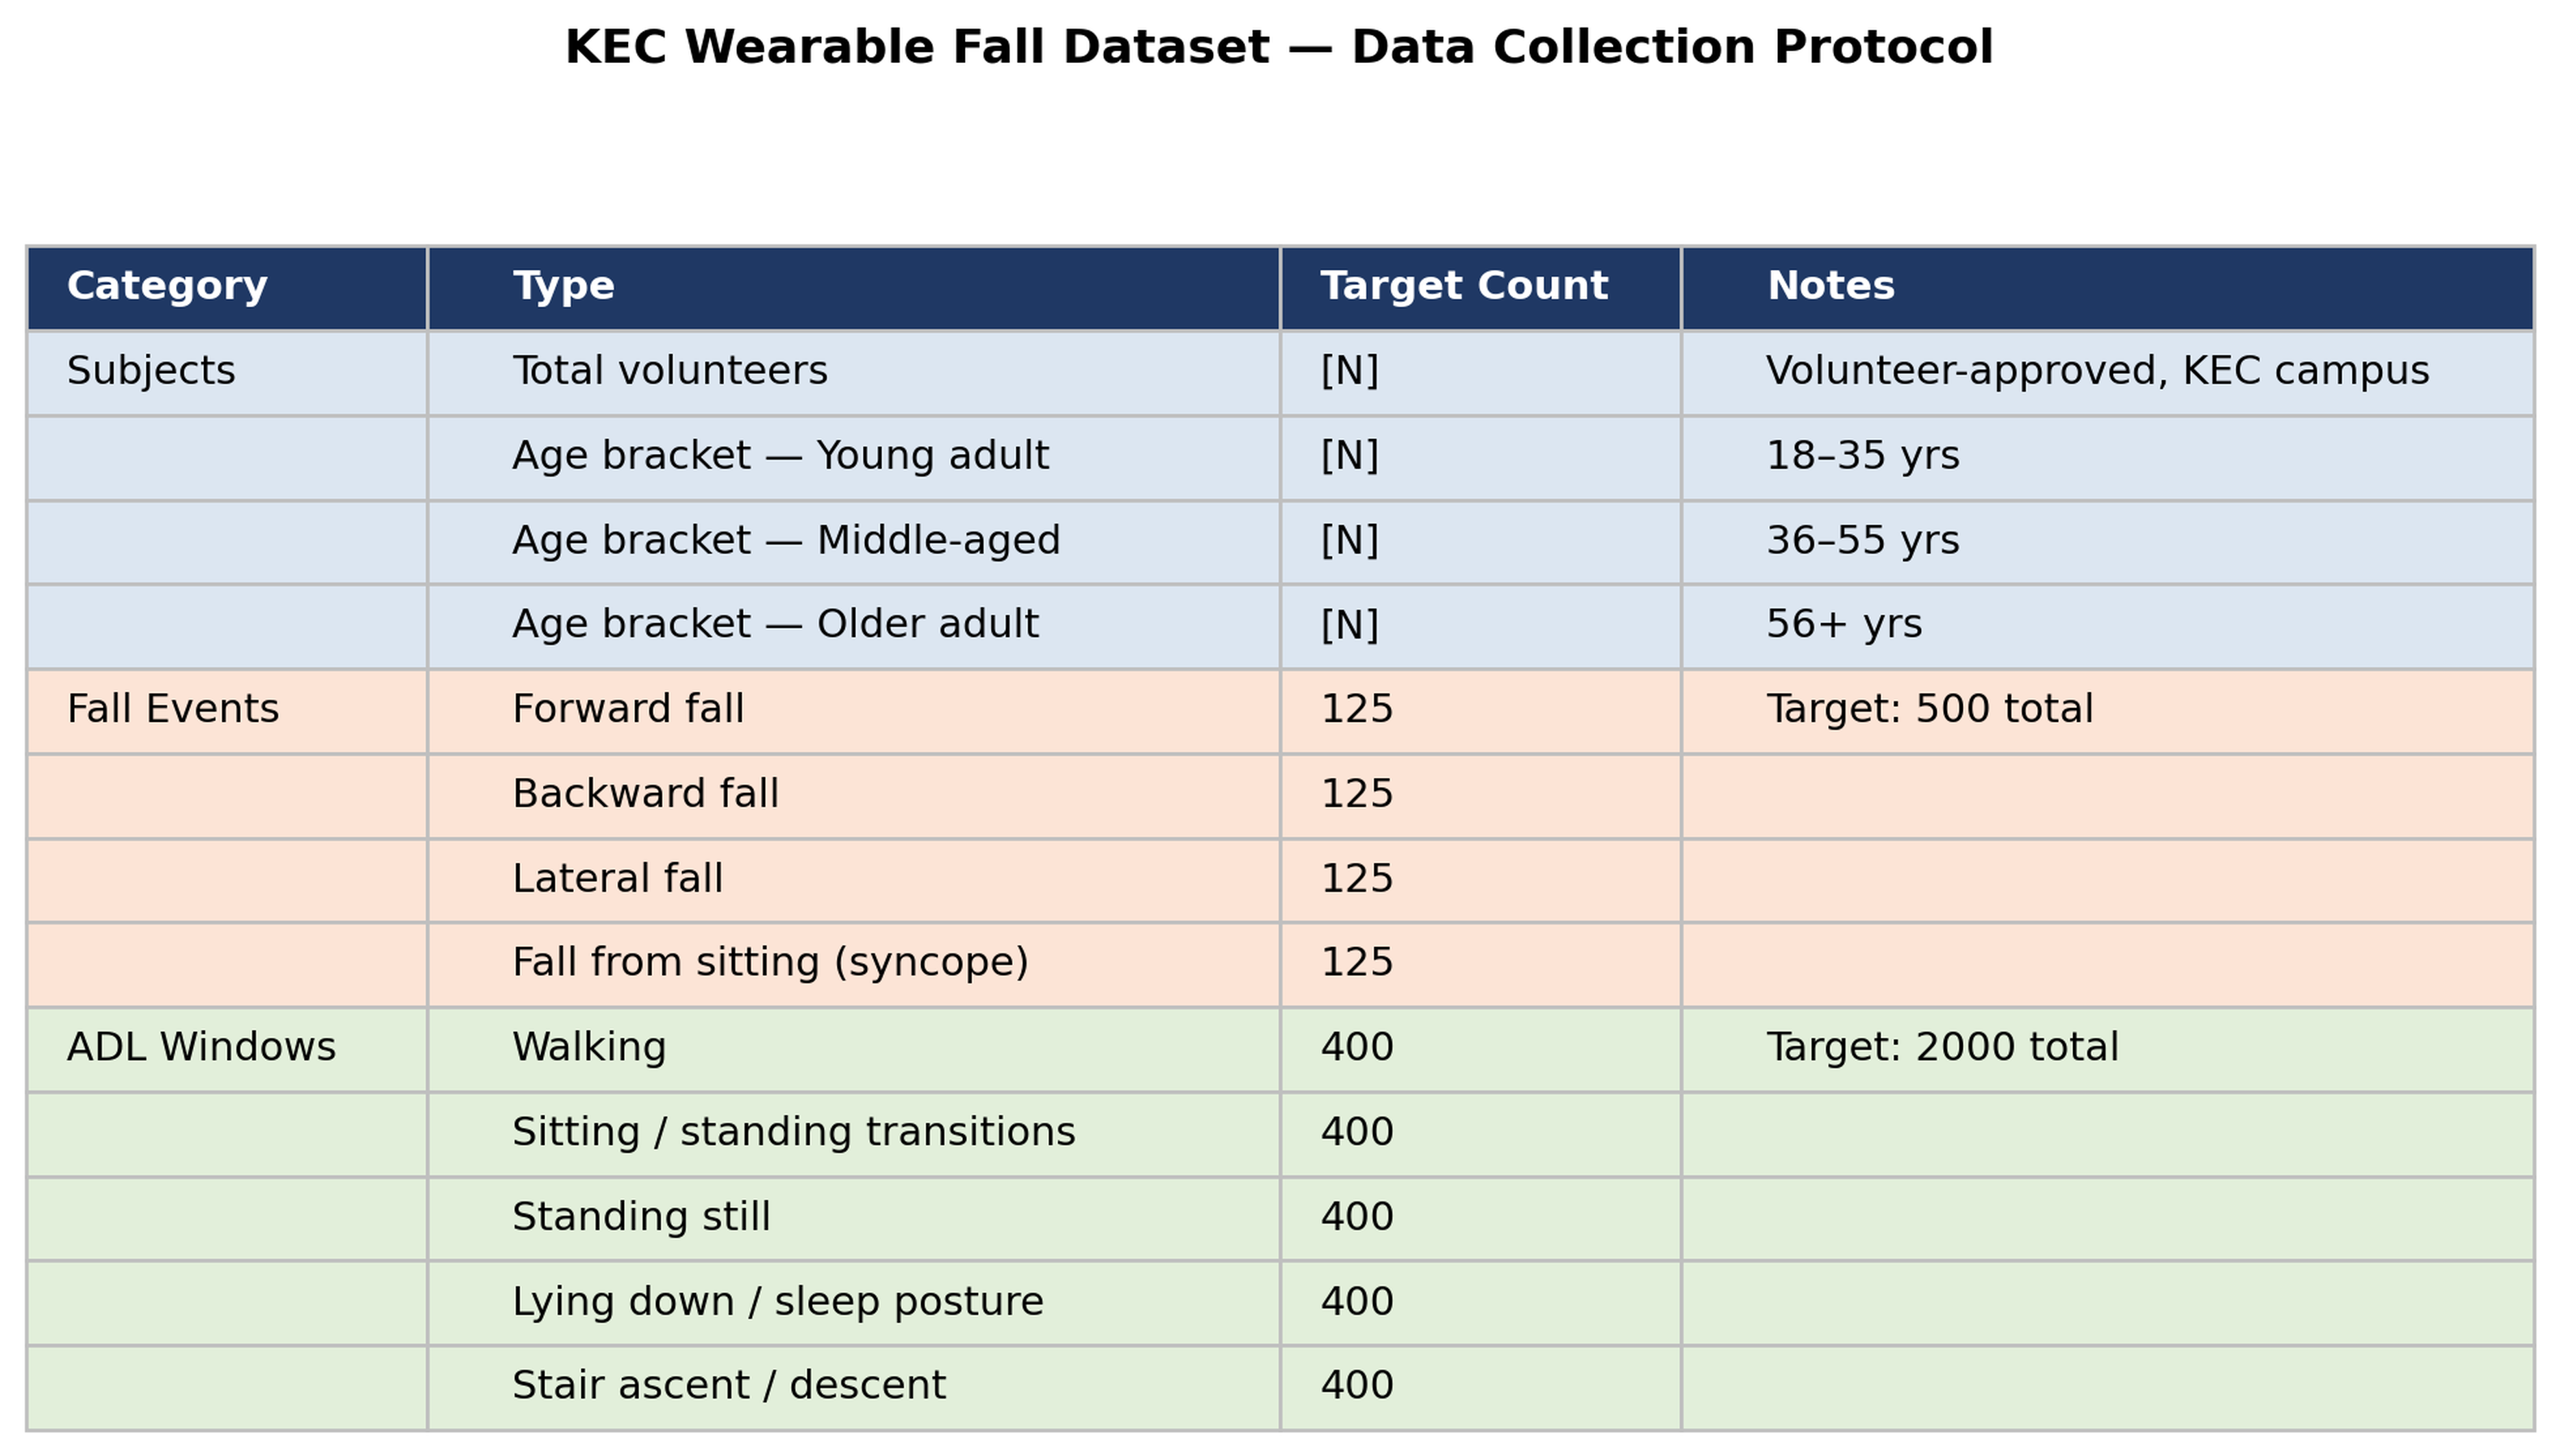 KEC Wearable Fall Dataset — Data Collection Protocol
Category Type Target Count Notes
Subjects Total volunteers [N] Volunteer-approved, KEC campus
Age bracket — Young adult [N] 18–35 yrs
Age bracket — Middle-aged [N] 36–55 yrs
Age bracket — Older adult [N] 56+ yrs
Fall Events Forward fall 125 Target: 500 total
Backward fall 125
Lateral fall 125
Fall from sitting (syncope) 125
ADL Windows Walking 400 Target: 2000 total
Sitting / standing transitions 400
Standing still 400
Lying down / sleep posture 400
Stair ascent / descent 400